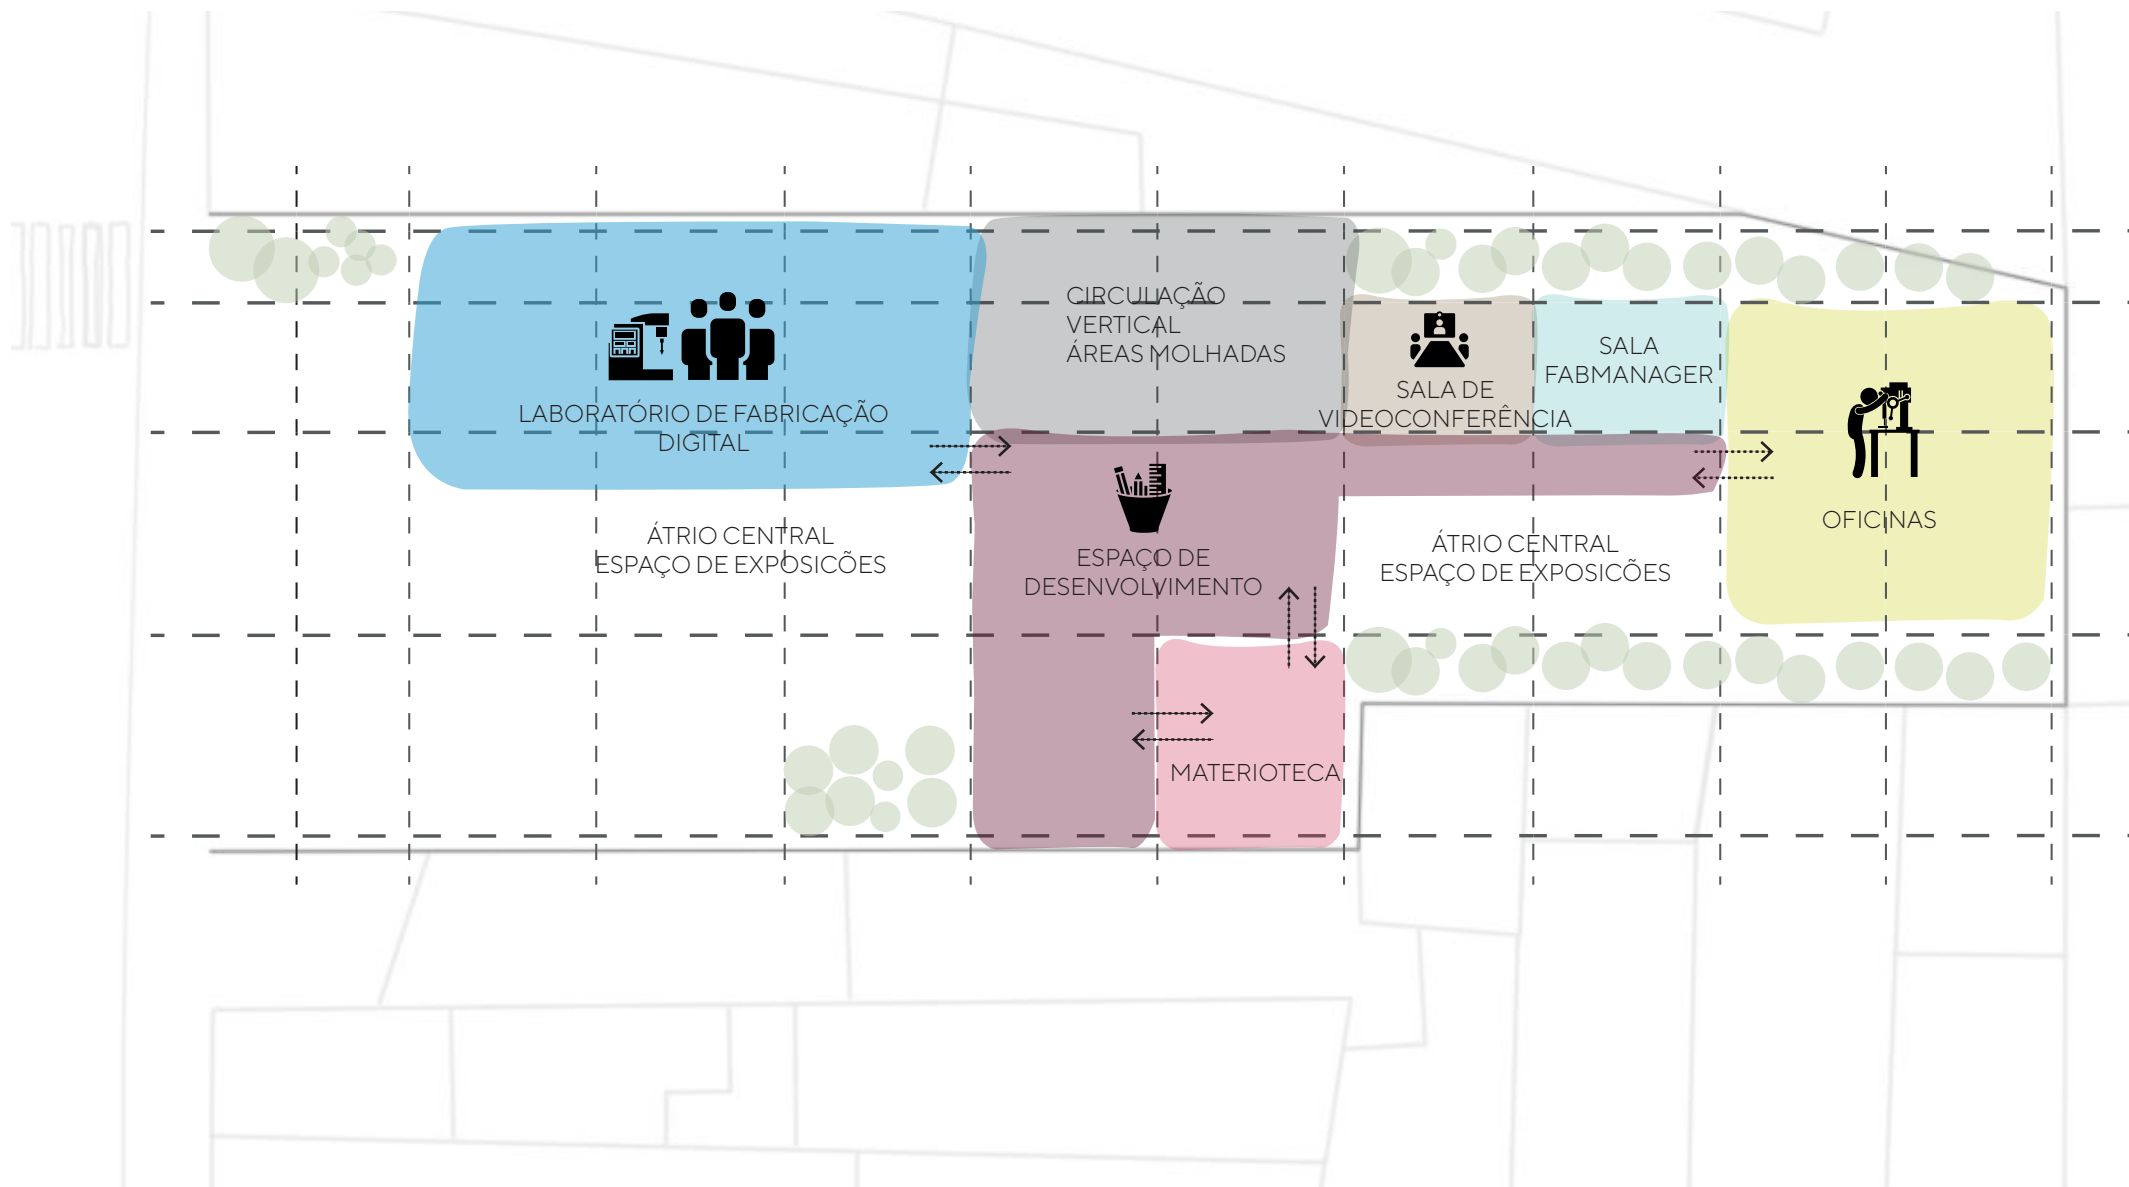 CIRCULAÇÃO
VERTICAL
ÁREAS MOLHADAS
SALA
FABMANAGER
SALA DE
VIDEOCONFERÊNCIA
LABORATÓRIO DE FABRICAÇÃO
DIGITAL
OFICINAS
ÁTRIO CENTRAL
ESPAÇO DE EXPOSICÕES
ESPAÇO DE
DESENVOLVIMENTO
ÁTRIO CENTRAL
ESPAÇO DE EXPOSICÕES
MATERIOTECA